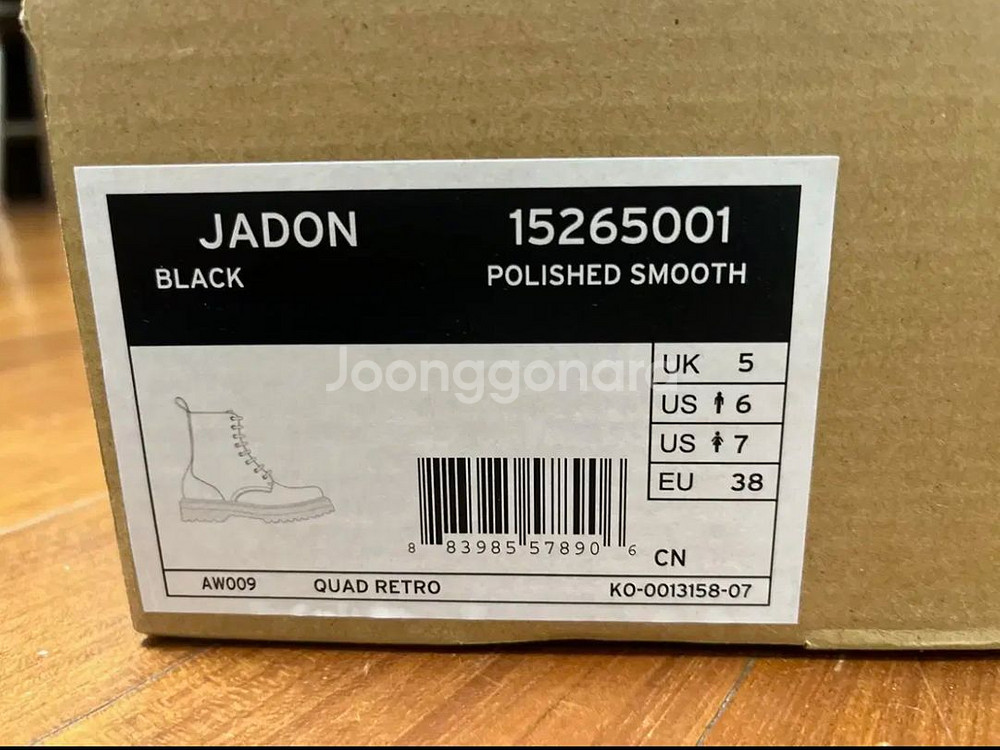 JADON 15265001
BLACK POLISHED SMOOTH
Joonggonara
UK 5
US 6
US 7
EU 38
8 83985 57890 6
CN
AW009 QUAD RETRO KO-0013158-07